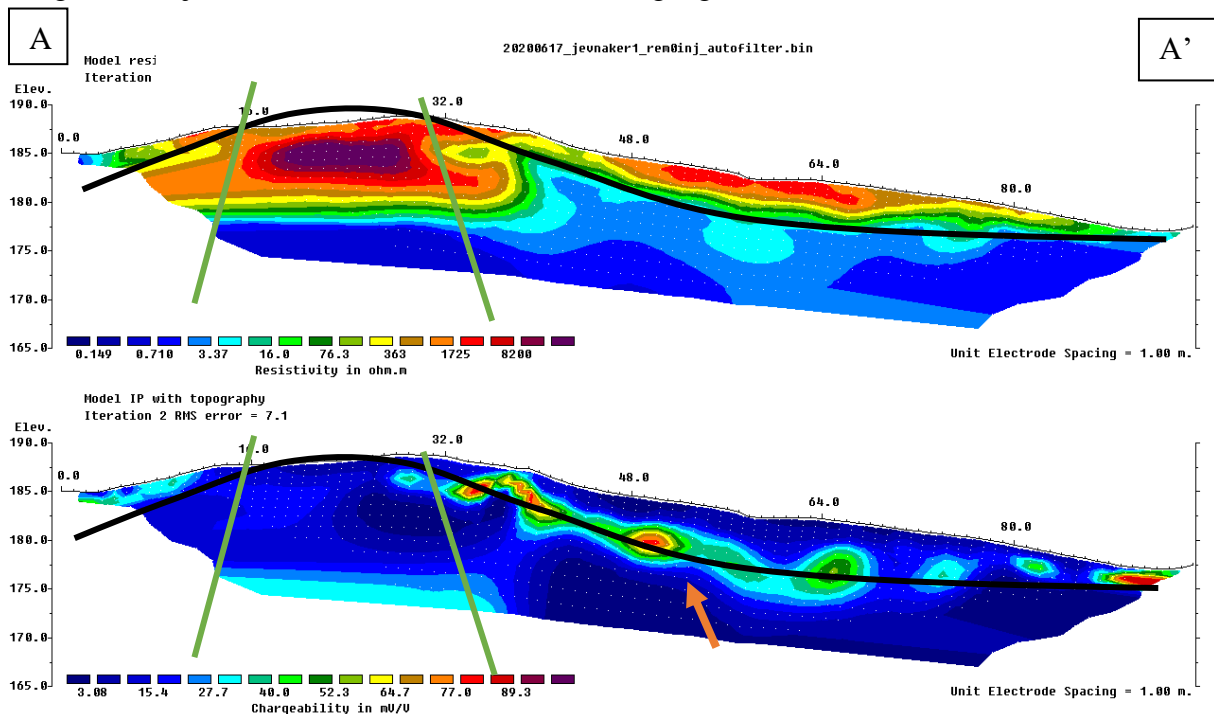 A
A'
20200617_jevnaker1_rem0inj_autofilter.bin
Model resi
Iteration
Elev.
190.0
185.0
180.0
175.0
170.0
165.0
0.0 16.0 32.0 48.0 64.0 80.0
0.149 0.710 3.37 16.0 76.3 363 1725 8200
Resistivity in ohm.m
Unit Electrode Spacing = 1.00 m.
Model IP with topography
Iteration 2 RMS error = 7.1
Elev.
190.0
185.0
180.0
175.0
170.0
165.0
0.0 16.0 32.0 48.0 64.0 80.0
3.08 15.4 27.7 40.0 52.3 64.7 77.0 89.3
Chargeability in mV/V
Unit Electrode Spacing = 1.00 m.